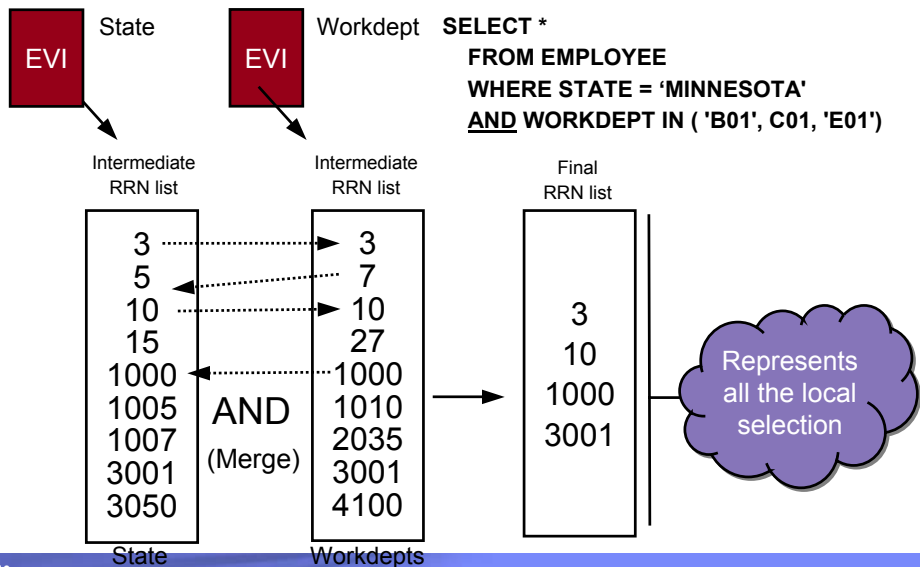 EVI
State
EVI
Workdept
SELECT *
FROM EMPLOYEE
WHERE STATE = ‘MINNESOTA'
AND WORKDEPT IN ( 'B01', C01, 'E01')
Intermediate
RRN list
3
5
10
15
1000
1005
1007
3001
3050
State
AND
(Merge)
Intermediate
RRN list
3
7
10
27
1000
1010
2035
3001
4100
Workdepts
Final
RRN list
3
10
1000
3001
Represents
all the local
selection